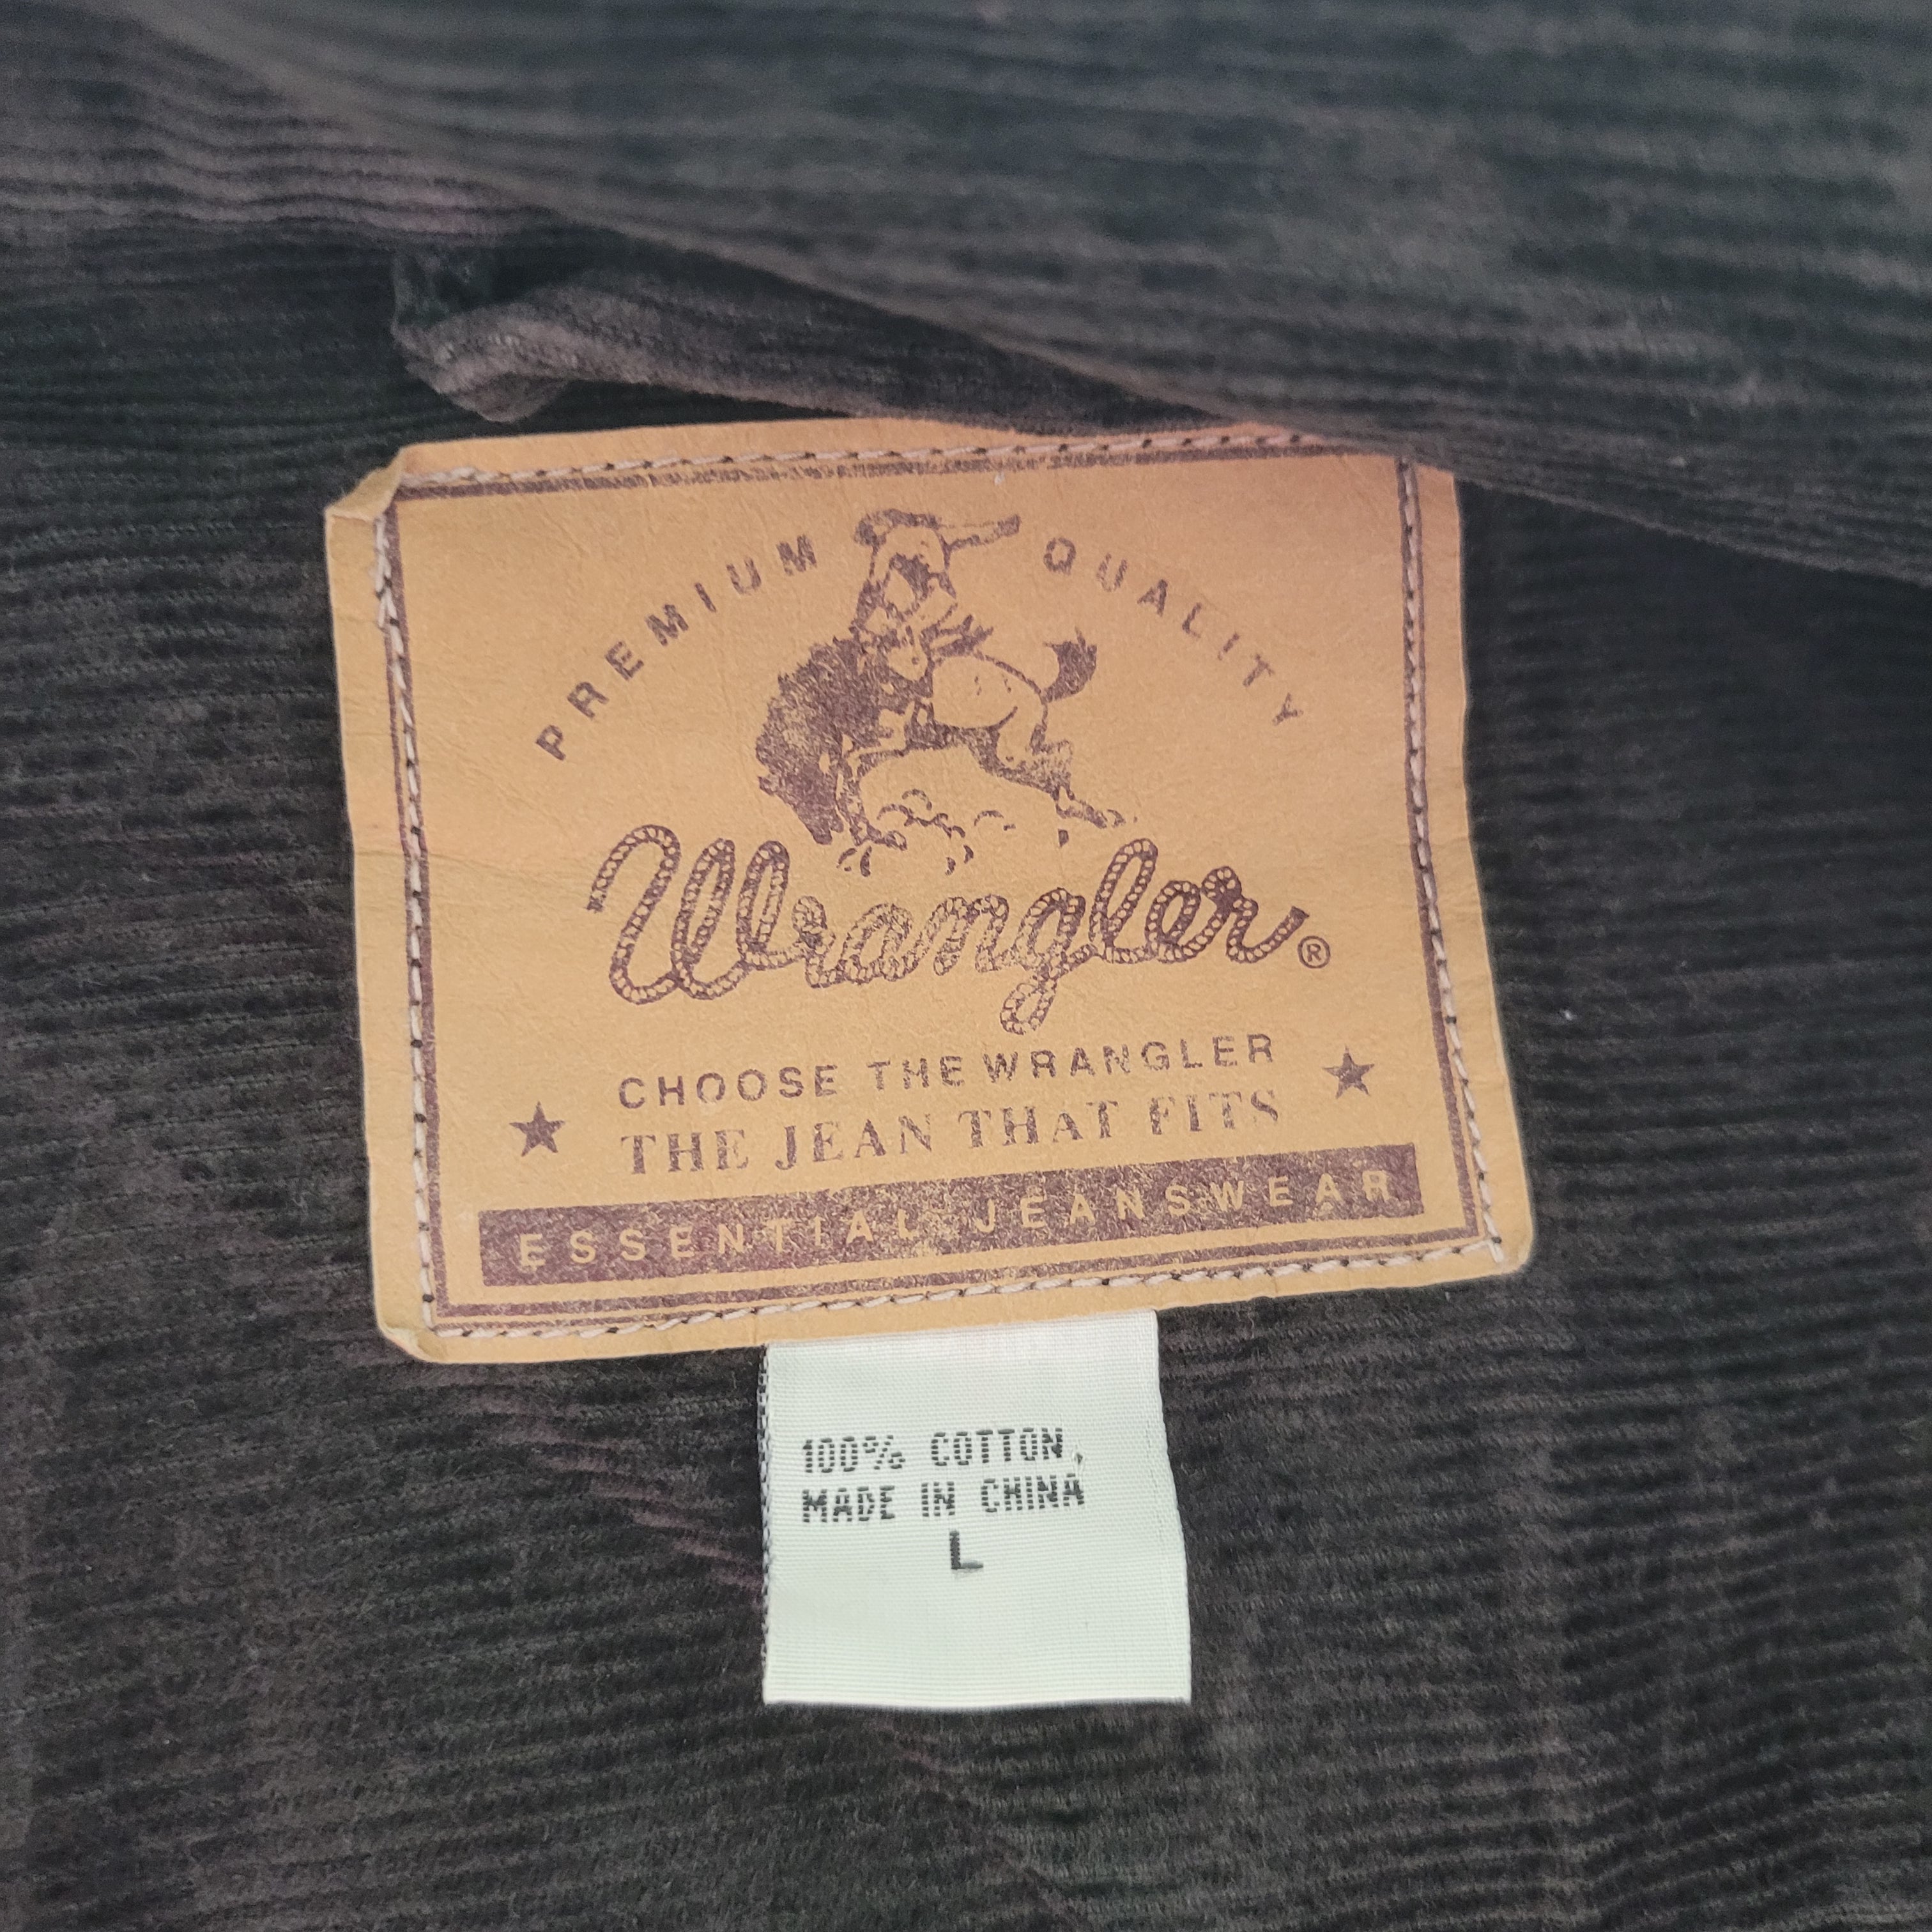 PREMIUM QUALITY
Wrangler®
CHOOSE THE WRANGLER
THE JEAN THAT FITS
ESSENTIAL JEANSWEAR
100% COTTON,
MADE IN CHINA
L